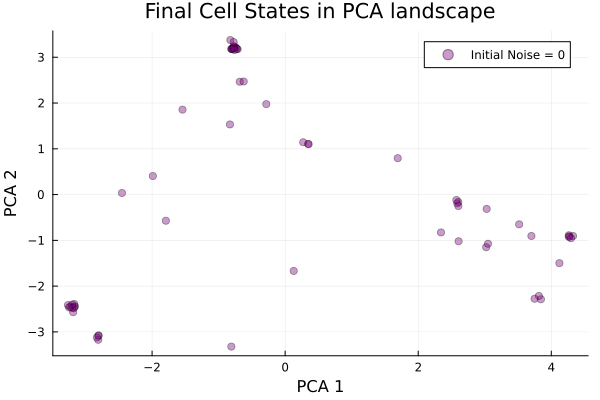 Final Cell States in PCA landscape
Initial Noise = 0
PCA 2
3
2
1
0
−1
−2
−3
−2
0
2
4
PCA 1